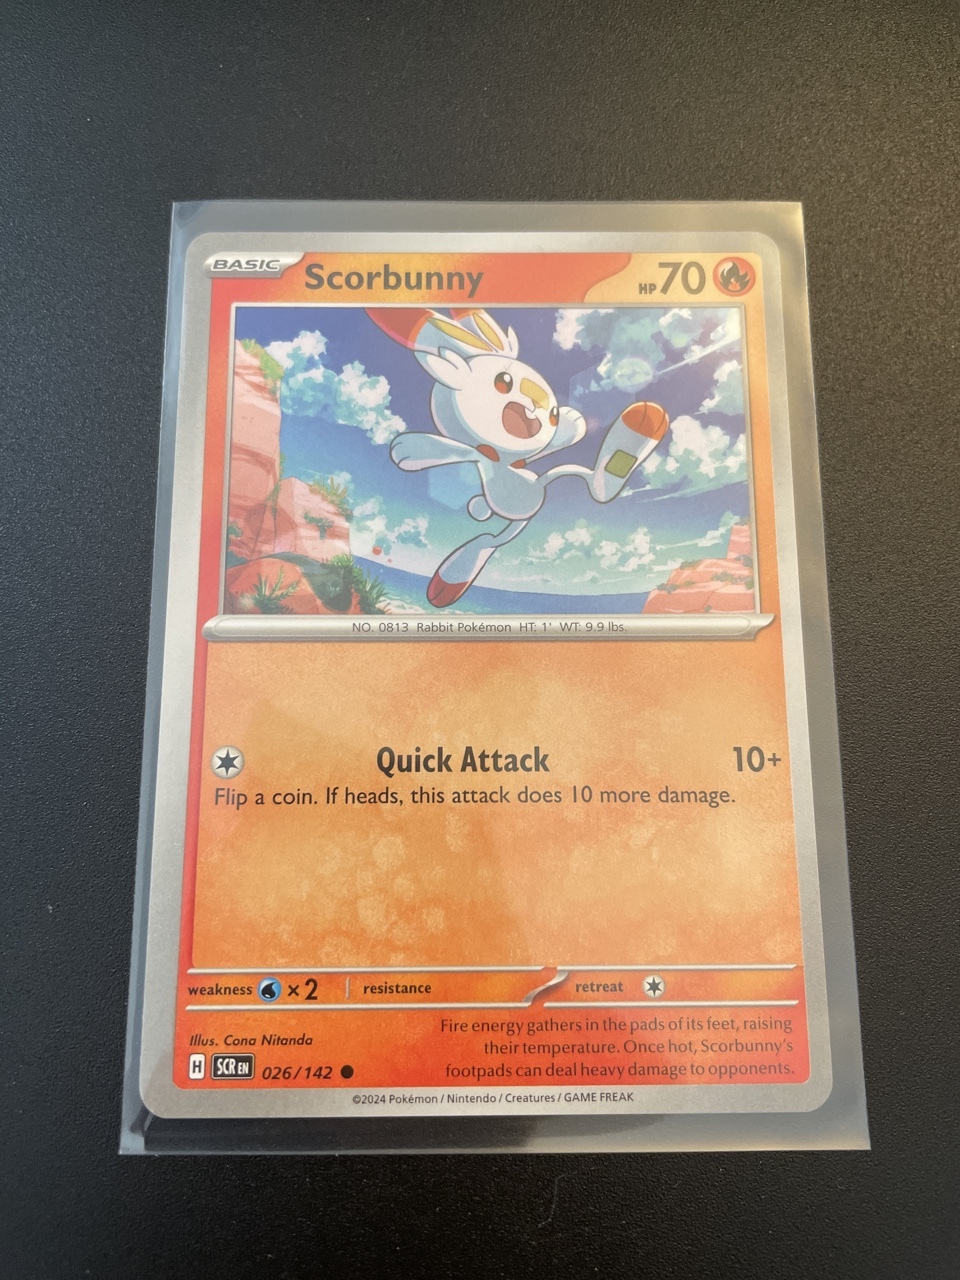 BASIC Scorbunny HP 70
NO. 0813 Rabbit Pokémon HT: 1' WT: 9.9 lbs.
Quick Attack 10+
Flip a coin. If heads, this attack does 10 more damage.
weakness ×2 resistance retreat
Illus. Cona Nitanda
Fire energy gathers in the pads of its feet, raising
their temperature. Once hot, Scorbunny's
footpads can deal heavy damage to opponents.
H SCR EN 026/142
©2024 Pokémon / Nintendo / Creatures / GAME FREAK